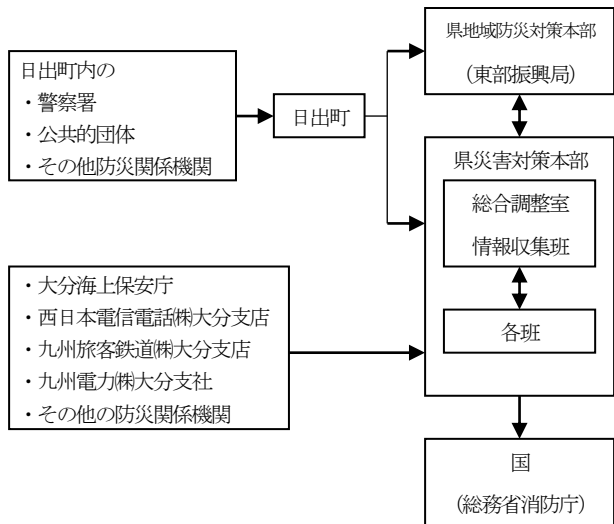 日出町内の
・警察署
・公共的団体
・その他防災関係機関
日出町
県地域防災対策本部
（東部振興局）
県災害対策本部
総合調整室
情報収集班
各班
・大分海上保安庁
・西日本電信電話㈱大分支店
・九州旅客鉄道㈱大分支店
・九州電力㈱大分支社
・その他の防災関係機関
国
（総務省消防庁）